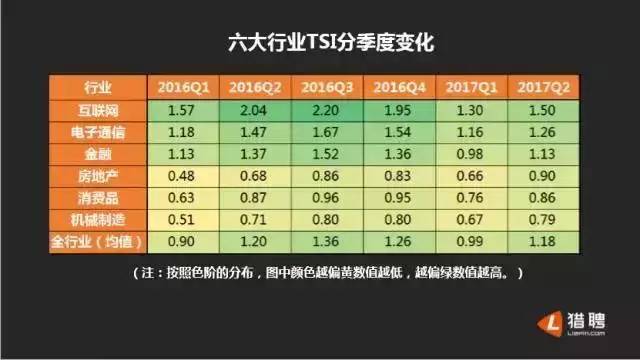 六大行业TSI分季度变化
行业 2016Q1 2016Q2 2016Q3 2016Q4 2017Q1 2017Q2
互联网 1.57 2.04 2.20 1.95 1.30 1.50
电子通信 1.18 1.47 1.67 1.54 1.16 1.26
金融 1.13 1.37 1.52 1.36 0.98 1.13
房地产 0.48 0.68 0.86 0.83 0.66 0.90
消费品 0.63 0.87 0.96 0.95 0.76 0.86
机械制造 0.51 0.71 0.80 0.80 0.67 0.79
全行业（均值） 0.90 1.20 1.36 1.26 0.99 1.18
（注：按照色阶的分布，图中颜色越偏黄数值越低，越偏绿数值越高。）
猎聘
Liepin.com